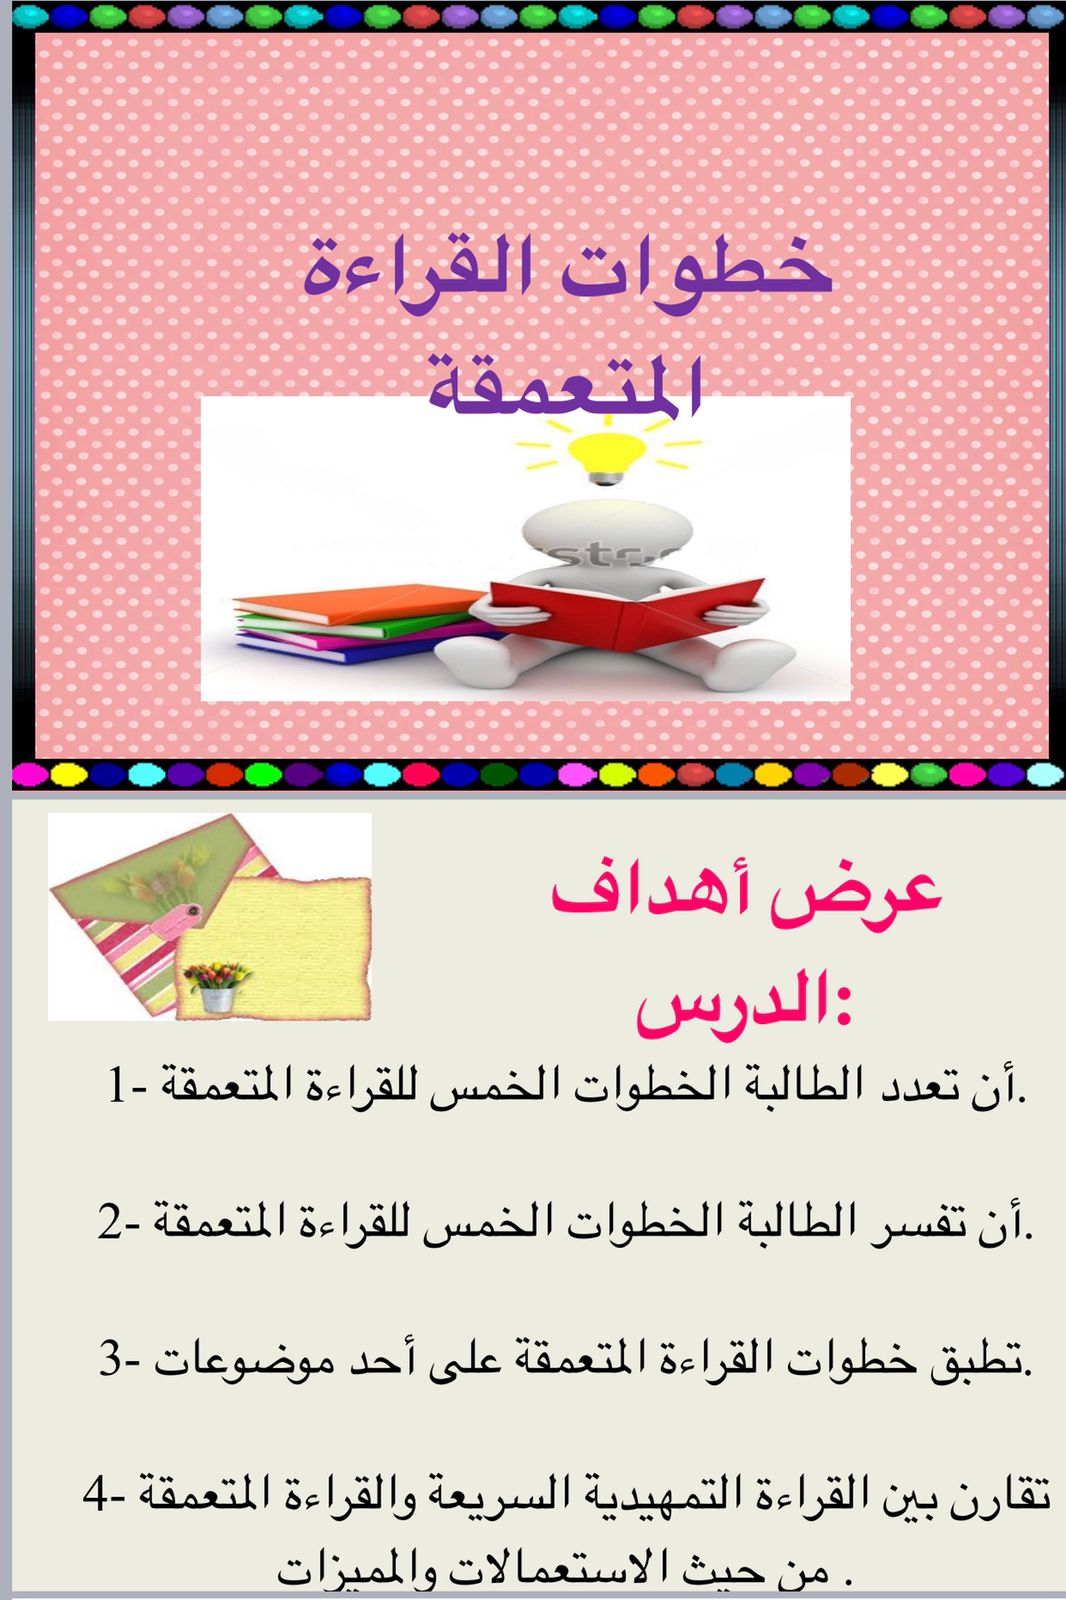 خطوات القراءة
المتعمقة
عرض أهداف
الدرس:
1- أن تعدد الطالبة الخطوات الخمس للقراءة المتعمقة.
2- أن تفسر الطالبة الخطوات الخمس للقراءة المتعمقة.
3- تطبق خطوات القراءة المتعمقة على أحد موضوعات.
4- تقارن بين القراءة التمهيدية السريعة والقراءة المتعمقة
من حيث الاستعمالات والمميزات .